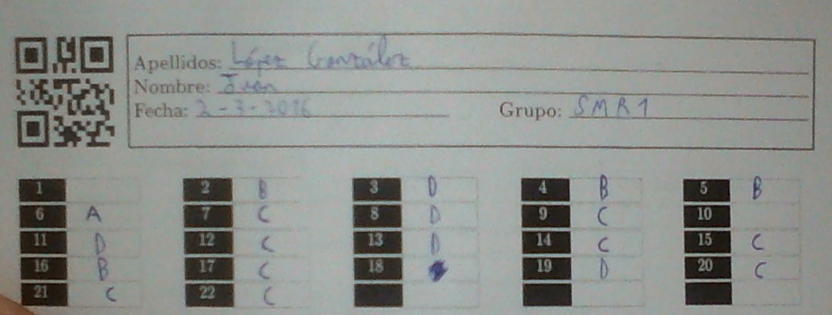 Apellidos: López González
Nombre: Juan
Fecha: 2-3-2016 Grupo: SMR1
1 2 B 3 D 4 B 5 B
6 A 7 C 8 D 9 C 10
11 D 12 C 13 D 14 C 15 C
16 B 17 C 18 19 D 20 C
21 C 22 C